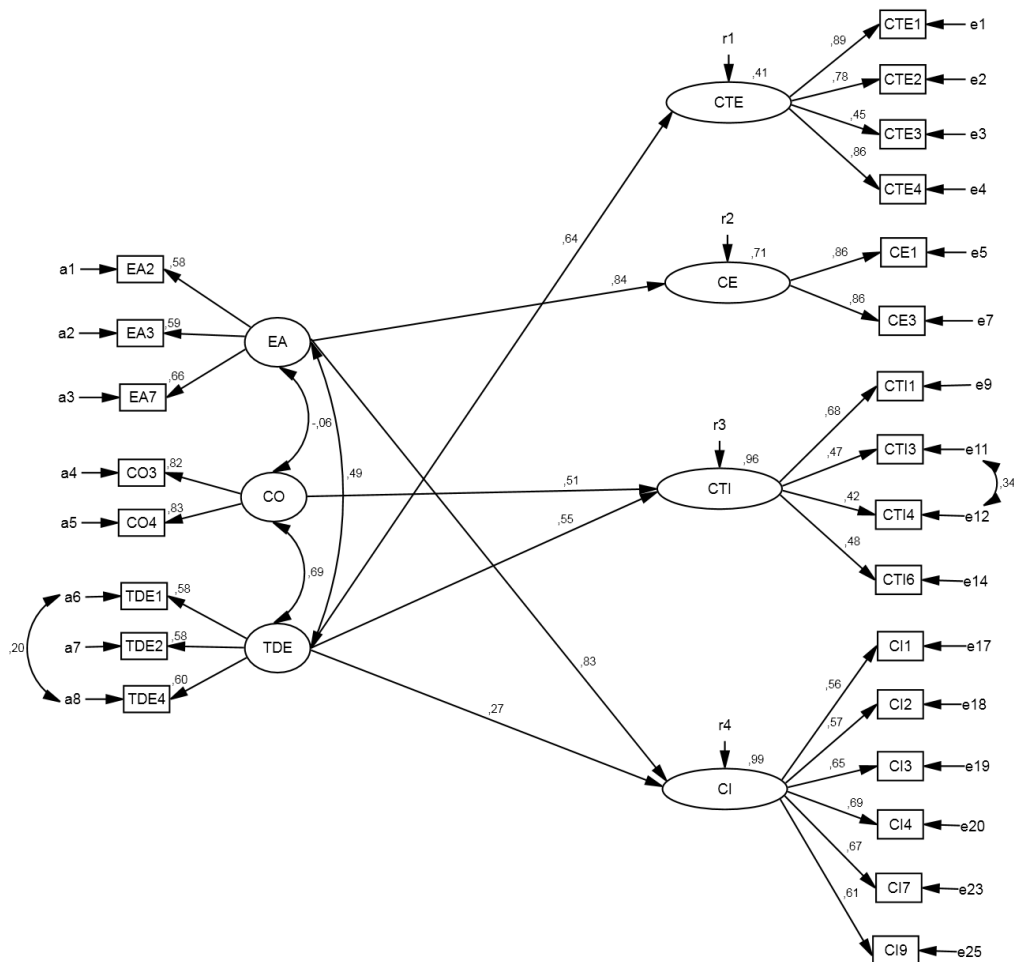 CTE1
e1
r1
,89
,41
,78
CTE2
e2
CTE
,45
CTE3
e3
,86
CTE4
e4
r2
,64
,71
,86
CE1
e5
a1
EA2
,58
,84
CE
,86
CE3
e7
a2
EA3
,59
EA
a3
EA7
,66
CTI1
e9
-,06
r3
,68
a4
CO3
,82
,49
,96
,47
CTI3
e11
CO
,51
CTI
,34
a5
CO4
,83
,55
,42
CTI4
e12
,69
,48
CTI6
e14
a6
TDE1
,58
,20
a7
TDE2
,58
TDE
CI1
e17
a8
TDE4
,60
,83
,56
CI2
e18
,27
,57
r4
,99
,65
CI3
e19
CI
,69
CI4
e20
,67
CI7
e23
,61
CI9
e25